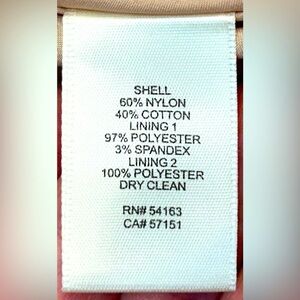 SHELL
60% NYLON
40% COTTON
LINING 1
97% POLYESTER
3% SPANDEX
LINING 2
100% POLYESTER
DRY CLEAN
RN# 54163
CA# 57151